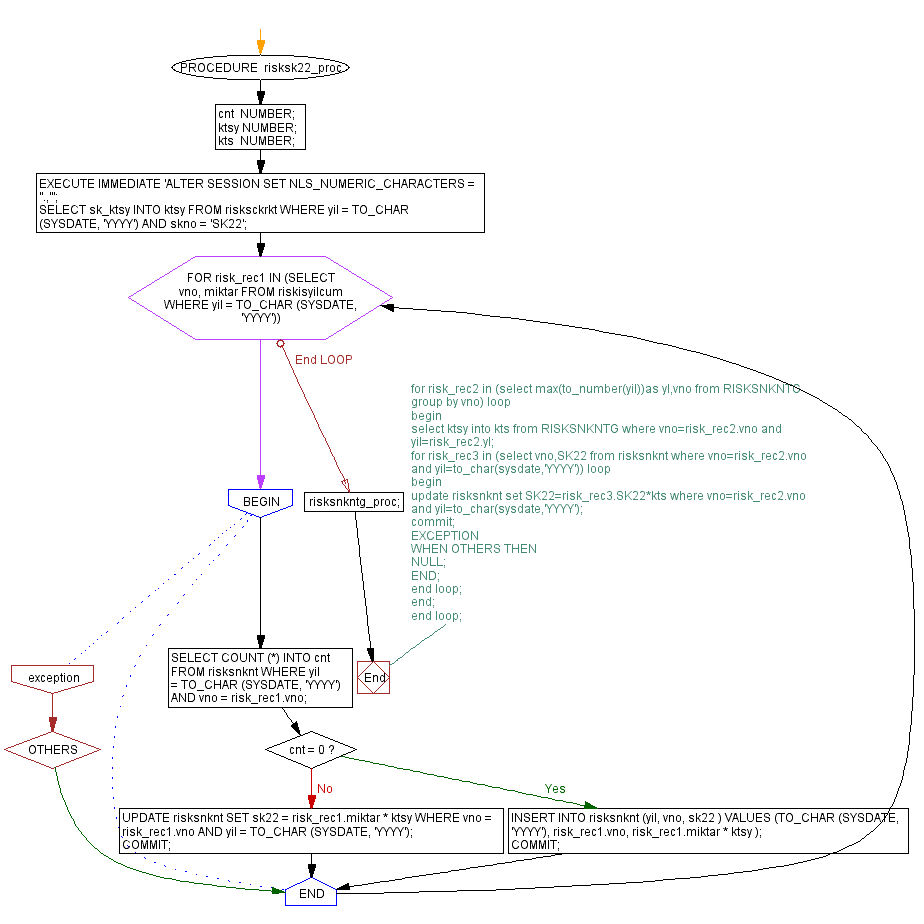 PROCEDURE risksk22_proc
cnt NUMBER;
ktsy NUMBER;
kts NUMBER;
EXECUTE IMMEDIATE 'ALTER SESSION SET NLS_NUMERIC_CHARACTERS =
''.,''';
SELECT sk_ktsy INTO ktsy FROM risksckrkt WHERE yil = TO_CHAR
(SYSDATE, 'YYYY') AND skno = 'SK22';
FOR risk_rec1 IN (SELECT
vno, miktar FROM riskisyilcum
WHERE yil = TO_CHAR (SYSDATE,
'YYYY'))
End LOOP
for risk_rec2 in (select max(to_number(yil))as yl,vno from RISKSNKNTG
group by vno) loop
begin
select ktsy into kts from RISKSNKNTG where vno=risk_rec2.vno and
yil=risk_rec2.yl;
for risk_rec3 in (select vno,SK22 from risksnknt where vno=risk_rec2.vno
and yil=to_char(sysdate,'YYYY')) loop
begin
update risksnknt set SK22=risk_rec3.SK22*kts where vno=risk_rec2.vno
and yil=to_char(sysdate,'YYYY');
commit;
EXCEPTION
WHEN OTHERS THEN
NULL;
END;
end loop;
end;
end loop;
BEGIN
risksnkntg_proc;
SELECT COUNT (*) INTO cnt
FROM risksnknt WHERE yil
= TO_CHAR (SYSDATE, 'YYYY')
AND vno = risk_rec1.vno;
End
exception
OTHERS
cnt = 0 ?
No
Yes
UPDATE risksnknt SET sk22 = risk_rec1.miktar * ktsy WHERE vno =
risk_rec1.vno AND yil = TO_CHAR (SYSDATE, 'YYYY');
COMMIT;
INSERT INTO risksnknt (yil, vno, sk22 ) VALUES (TO_CHAR (SYSDATE,
'YYYY'), risk_rec1.vno, risk_rec1.miktar * ktsy );
COMMIT;
END